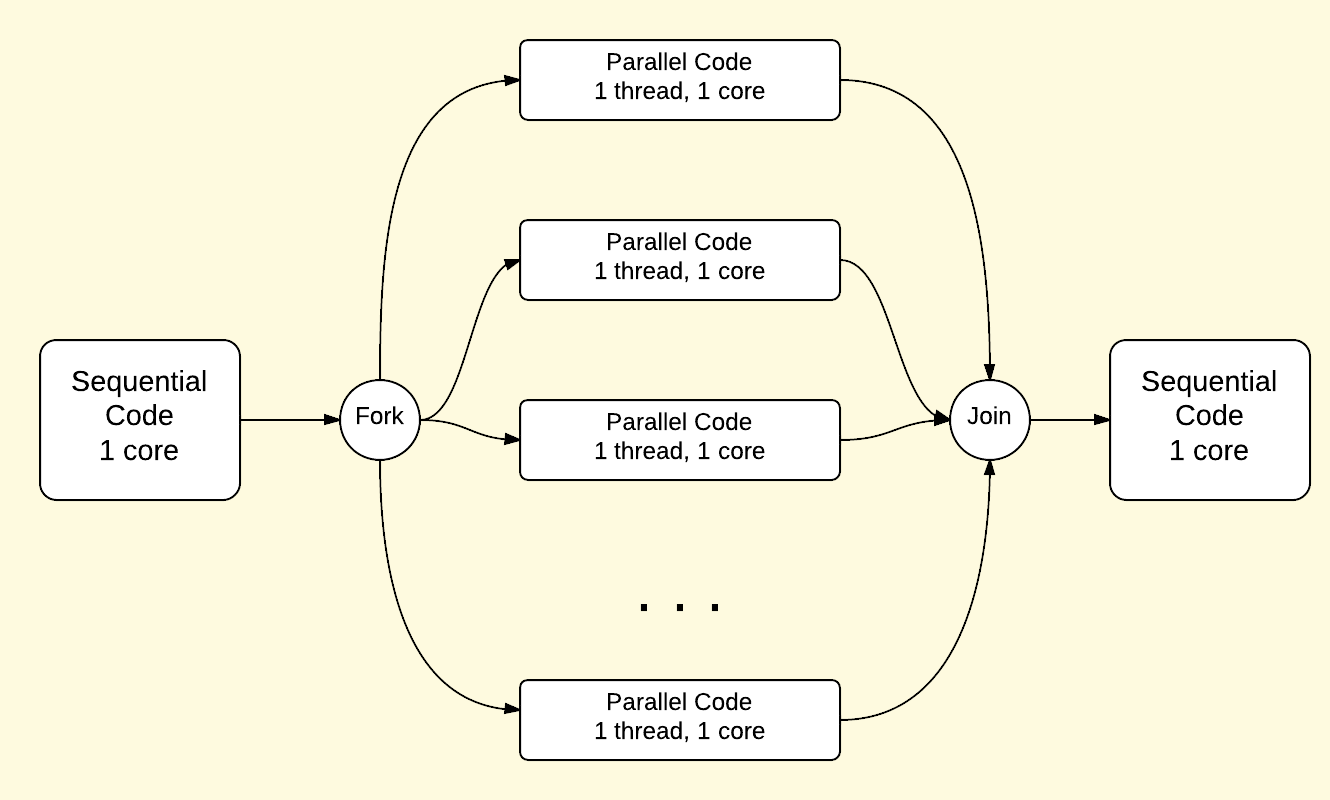 Parallel Code
1 thread, 1 core
Parallel Code
1 thread, 1 core
Sequential
Code
1 core
Fork
Parallel Code
1 thread, 1 core
Join
Sequential
Code
1 core
. . .
Parallel Code
1 thread, 1 core